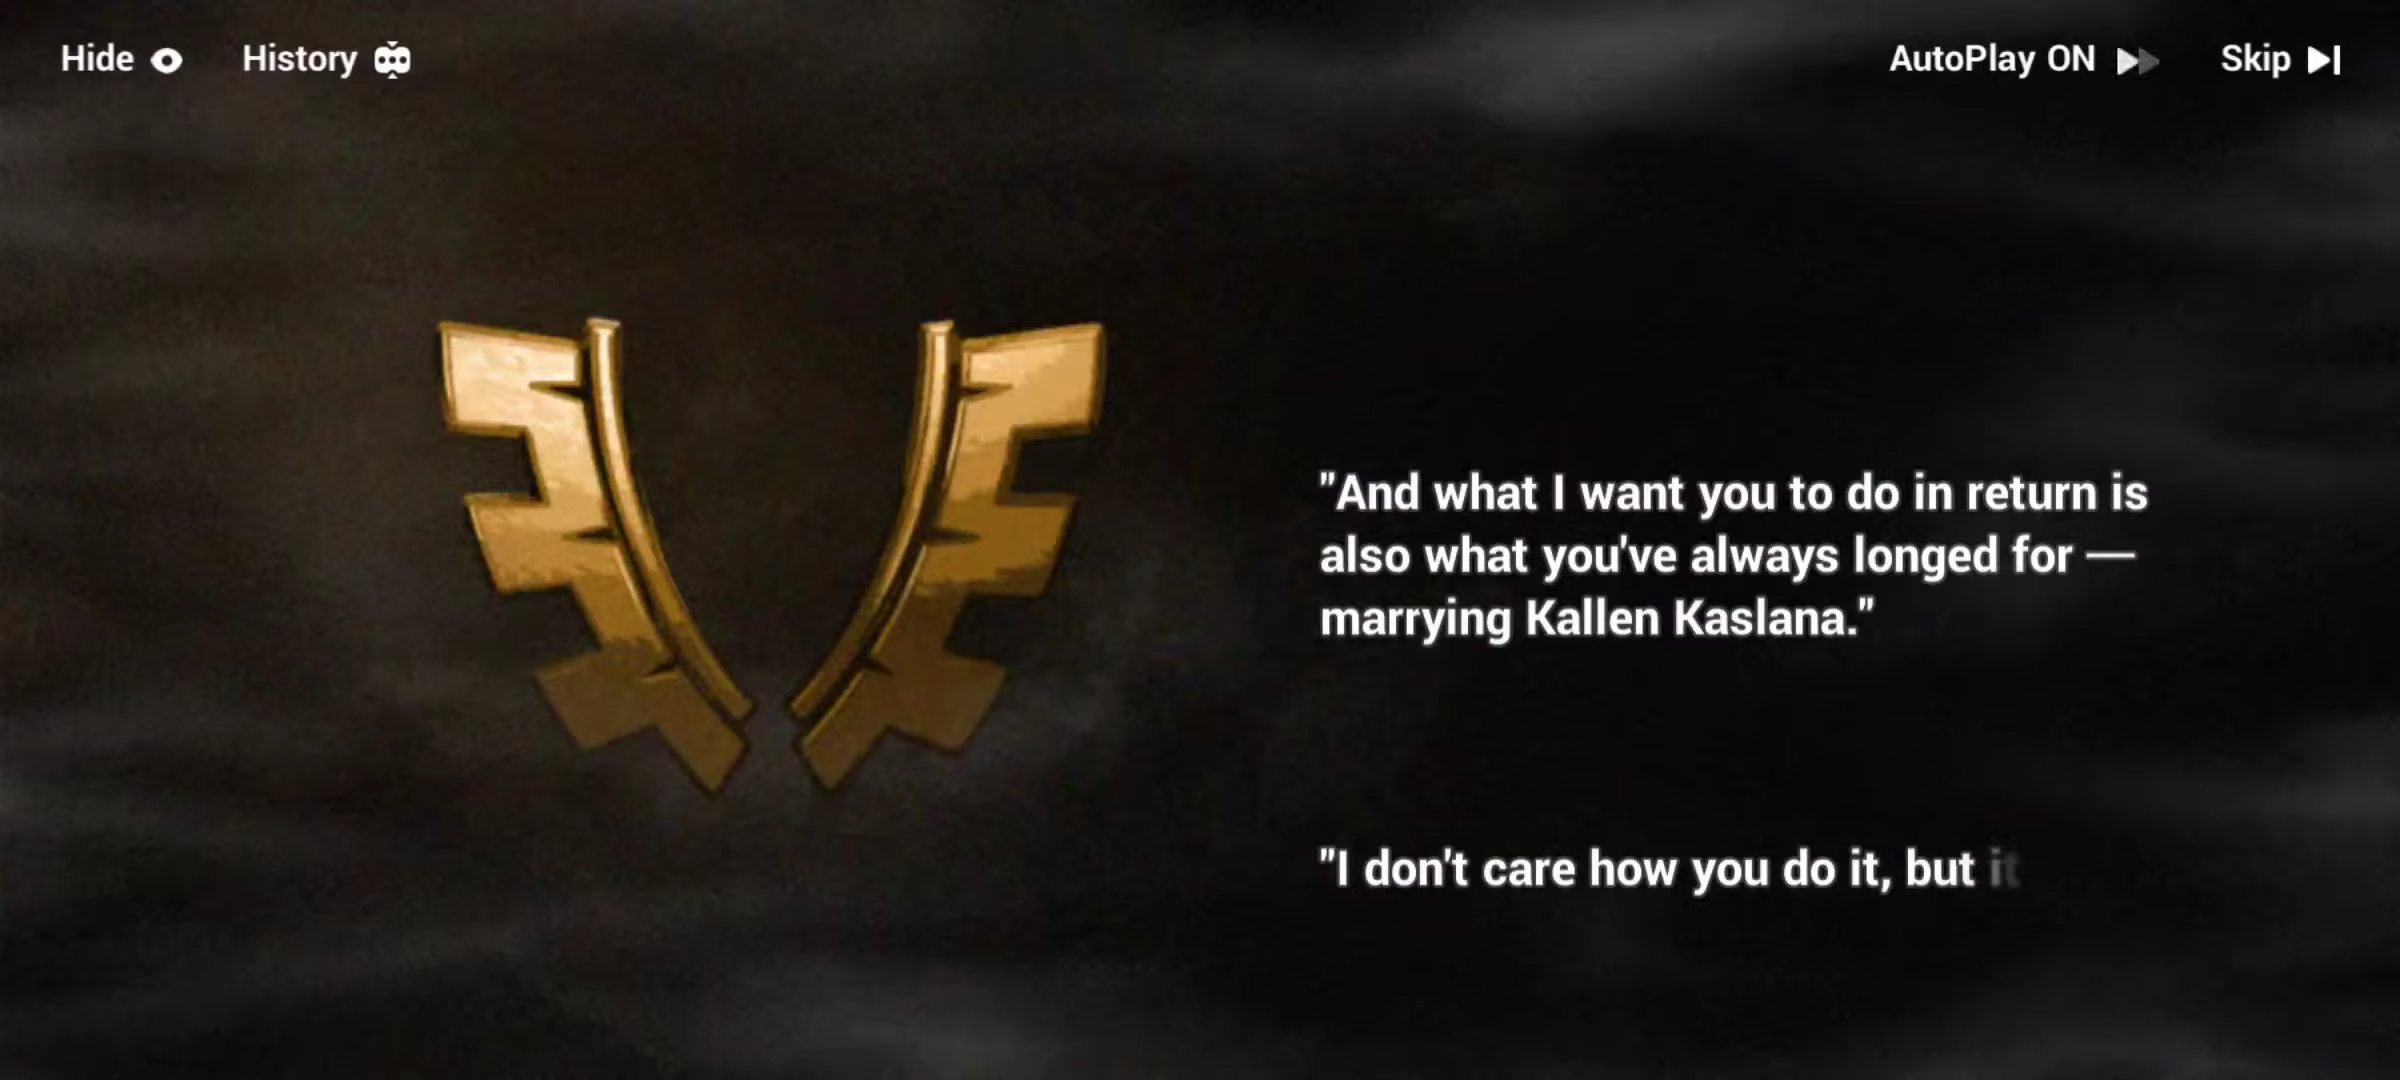 Hide
History
AutoPlay ON
Skip
"And what I want you to do in return is
also what you've always longed for —
marrying Kallen Kaslana."
"I don't care how you do it, but it